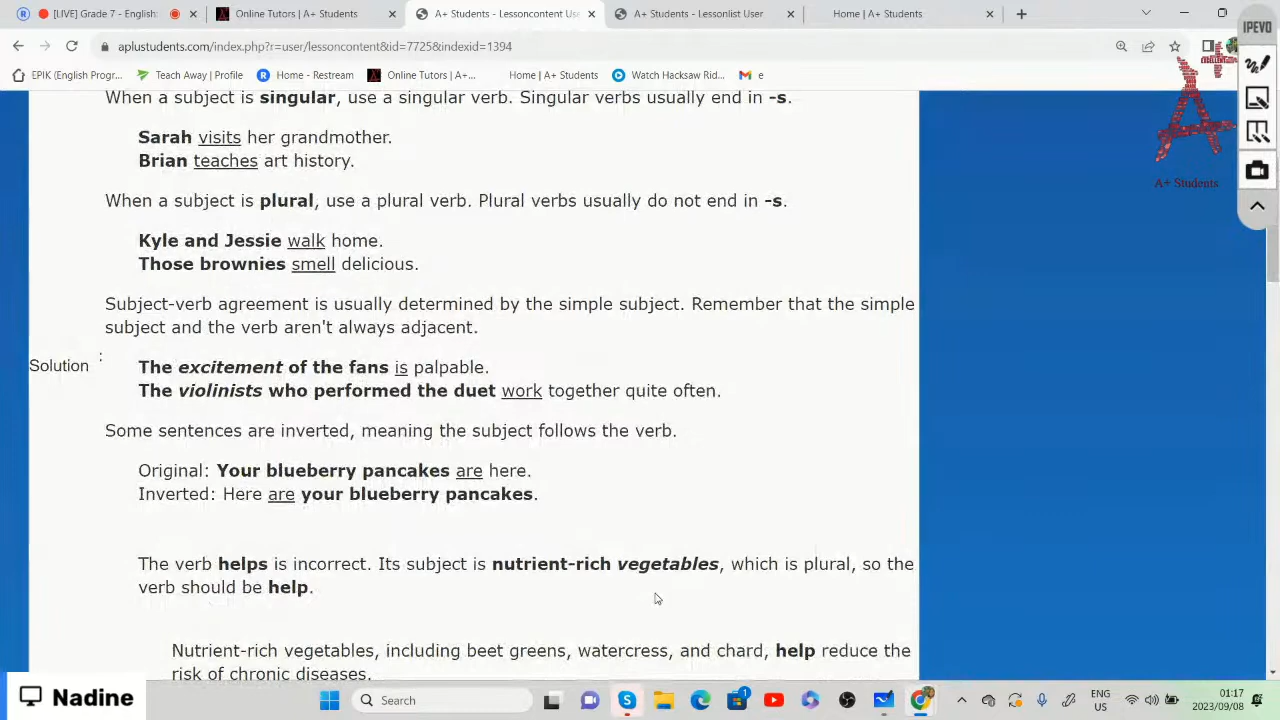 [LIVE] Grade 7 - English
Online Tutors | A+ Students
A+ Students - Lessoncontent Use
A+ Students - Lessonlist User
Home | A+ Students
IPEVO
aplustudents.com/index.php?r=user/lessoncontent&id=7725&indexid=1394
EPIK (English Progr...
Teach Away | Profile
Home - Restream
Online Tutors | A+...
Home | A+ Students
Watch Hacksaw Rid...
e
When a subject is singular, use a singular verb. Singular verbs usually end in -s.
Sarah visits her grandmother.
Brian teaches art history.
A+ Students
When a subject is plural, use a plural verb. Plural verbs usually do not end in -s.
Kyle and Jessie walk home.
Those brownies smell delicious.
Subject-verb agreement is usually determined by the simple subject. Remember that the simple
subject and the verb aren't always adjacent.
Solution :
The excitement of the fans is palpable.
The violinists who performed the duet work together quite often.
Some sentences are inverted, meaning the subject follows the verb.
Original: Your blueberry pancakes are here.
Inverted: Here are your blueberry pancakes.
The verb helps is incorrect. Its subject is nutrient-rich vegetables, which is plural, so the
verb should be help.
Nutrient-rich vegetables, including beet greens, watercress, and chard, help reduce the
risk of chronic diseases.
Nadine
Search
1
ENG
US
01:17
2023/09/08